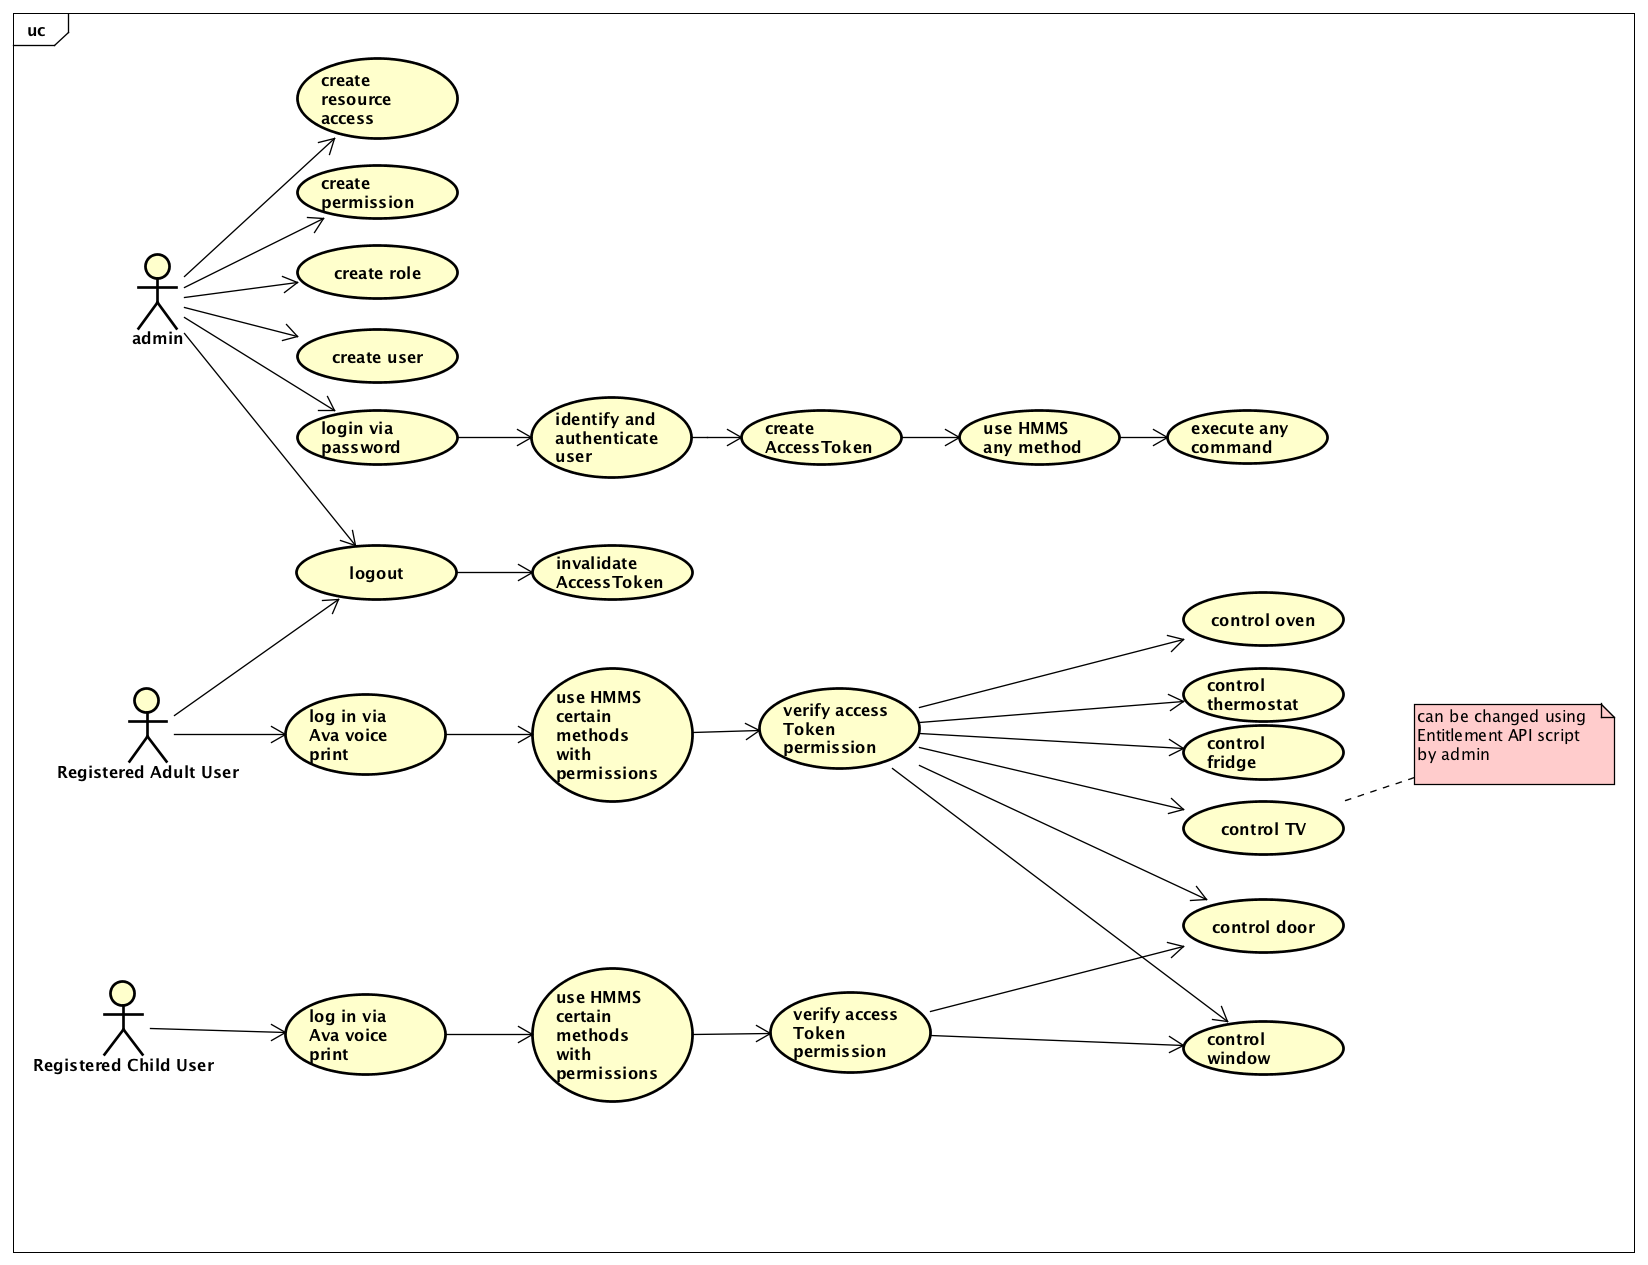 uc
create
resource
access
create
permission
create role
create user
admin
login via
password
identify and
authenticate
user
create
AccessToken
use HMMS
any method
execute any
command
logout
invalidate
AccessToken
Registered Adult User
log in via
Ava voice
print
use HMMS
certain
methods
with
permissions
verify access
Token
permission
control oven
control
thermostat
control
fridge
control TV
can be changed using
Entitlement API script
by admin
control door
Registered Child User
log in via
Ava voice
print
use HMMS
certain
methods
with
permissions
verify access
Token
permission
control
window